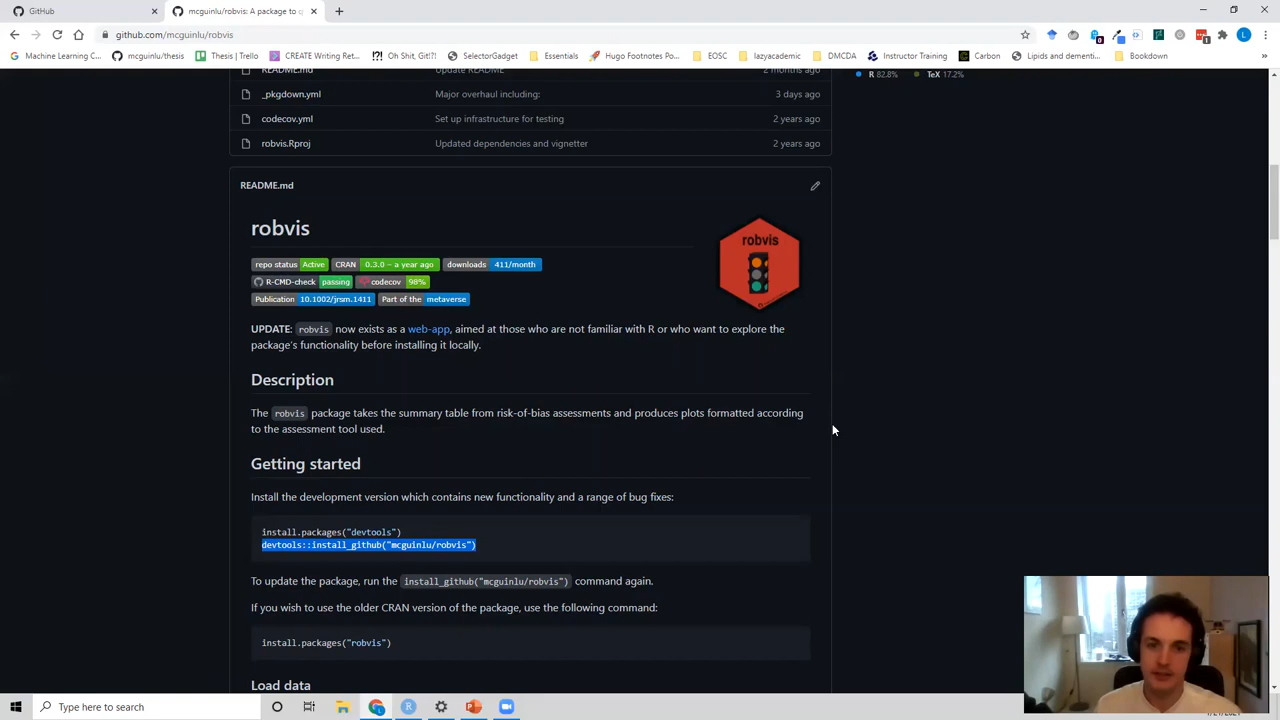 GitHub
mcguinlu/robvis: A package to q
github.com/mcguinlu/robvis
Machine Learning C...
mcguinlu/thesis
Thesis | Trello
CREATE Writing Ret...
?! Oh Shit, Git!?!
SelectorGadget
Essentials
Hugo Footnotes Po...
EOSC
lazyacademic
DMCDA
Instructor Training
Carbon
Lipids and dementi...
Bookdown
README.md Update README 2 months ago
R 82.8% TeX 17.2%
_pkgdown.yml Major overhaul including: 3 days ago
codecov.yml Set up infrastructure for testing 2 years ago
robvis.Rproj Updated dependencies and vignetter 2 years ago
README.md
robvis
robvis
repo status Active CRAN 0.3.0 – a year ago downloads 411/month
R-CMD-check passing codecov 98%
Publication 10.1002/jrsm.1411 Part of the metaverse
UPDATE: robvis now exists as a web-app, aimed at those who are not familiar with R or who want to explore the
package's functionality before installing it locally.
Description
The robvis package takes the summary table from risk-of-bias assessments and produces plots formatted according
to the assessment tool used.
Getting started
Install the development version which contains new functionality and a range of bug fixes:
install.packages("devtools")
devtools::install_github("mcguinlu/robvis")
To update the package, run the install_github("mcguinlu/robvis") command again.
If you wish to use the older CRAN version of the package, use the following command:
install.packages("robvis")
Load data
Type here to search